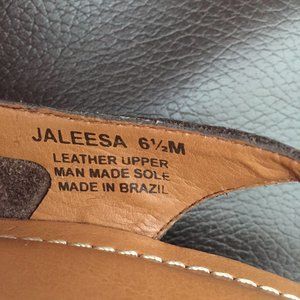 JALEESA 6½M
LEATHER UPPER
MAN MADE SOLE
MADE IN BRAZIL